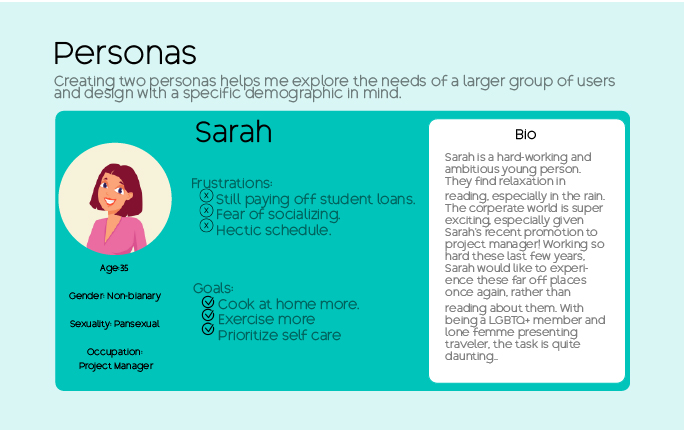 Personas
Creating two personas helps me explore the needs of a larger group of users
and design with a specific demographic in mind.
Sarah
Age:35
Gender: Non-bianary
Sexuality: Pansexual
Occupation:
Project Manager
Frustrations:
x Still paying off student loans.
x Fear of socializing.
x Hectic schedule.
Goals:
Cook at home more.
Exercise more
Prioritize self care
Bio
Sarah is a hard-working and
ambitious young person.
They find relaxation in
reading, especially in the rain.
The corperate world is super
exciting, especially given
Sarah's recent promotion to
project manager! Working so
hard these last few years,
Sarah would like to experi-
ence these far off places
once again, rather than
reading about them. With
being a LGBTQ+ member and
lone femme presenting
traveler, the task is quite
daunting...